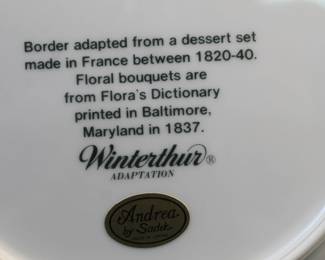 Border adapted from a dessert set
made in France between 1820-40.
Floral bouquets are
from Flora's Dictionary
printed in Baltimore,
Maryland in 1837.
Winterthur®
ADAPTATION
Andrea
by Sadek